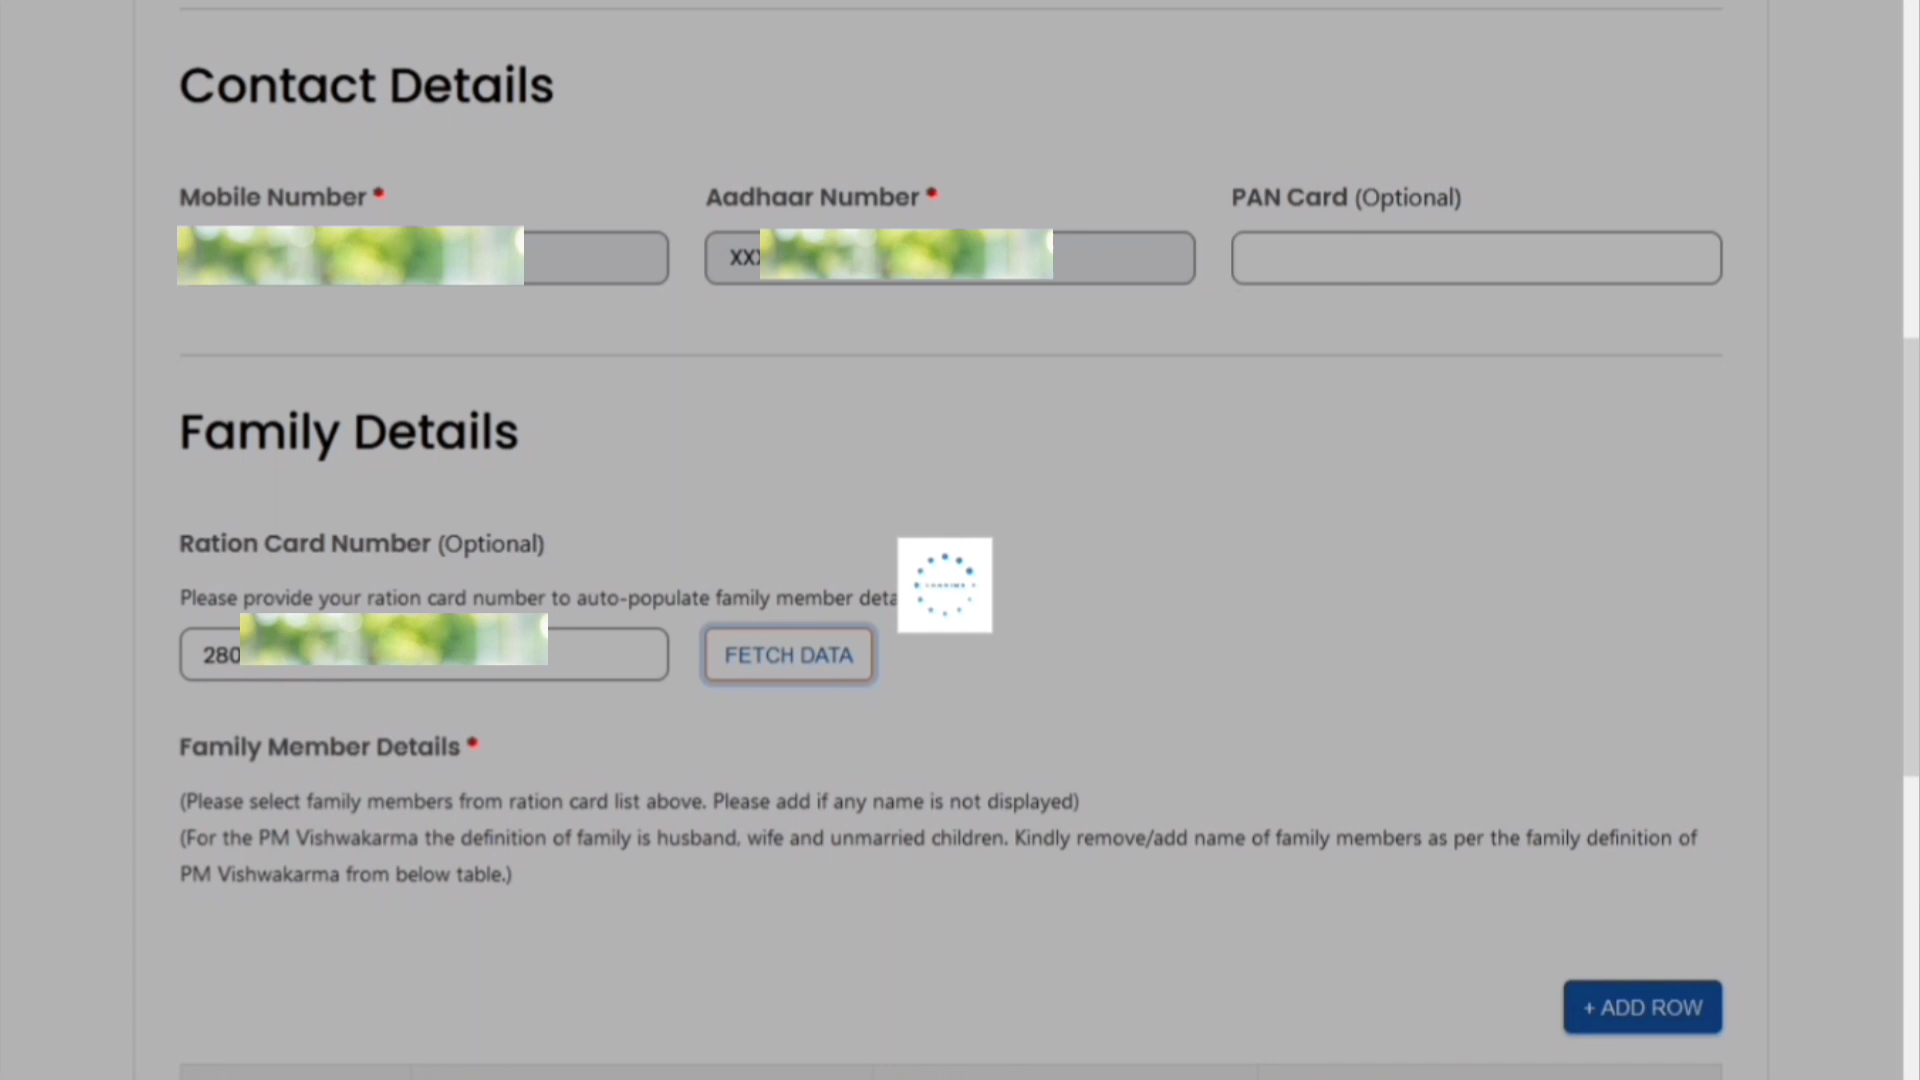 Contact Details
Mobile Number *
Aadhaar Number *
PAN Card (Optional)
XX
Family Details
Ration Card Number (Optional)
Please provide your ration card number to auto-populate family member
280
FETCH DATA
Family Member Details *
(Please select family members from ration card list above. Please add if any name is not displayed)
(For the PM Vishwakarma the definition of family is husband, wife and unmarried children. Kindly remove/add name of family members as per the family definition of
PM Vishwakarma from below table.)
+ ADD ROW